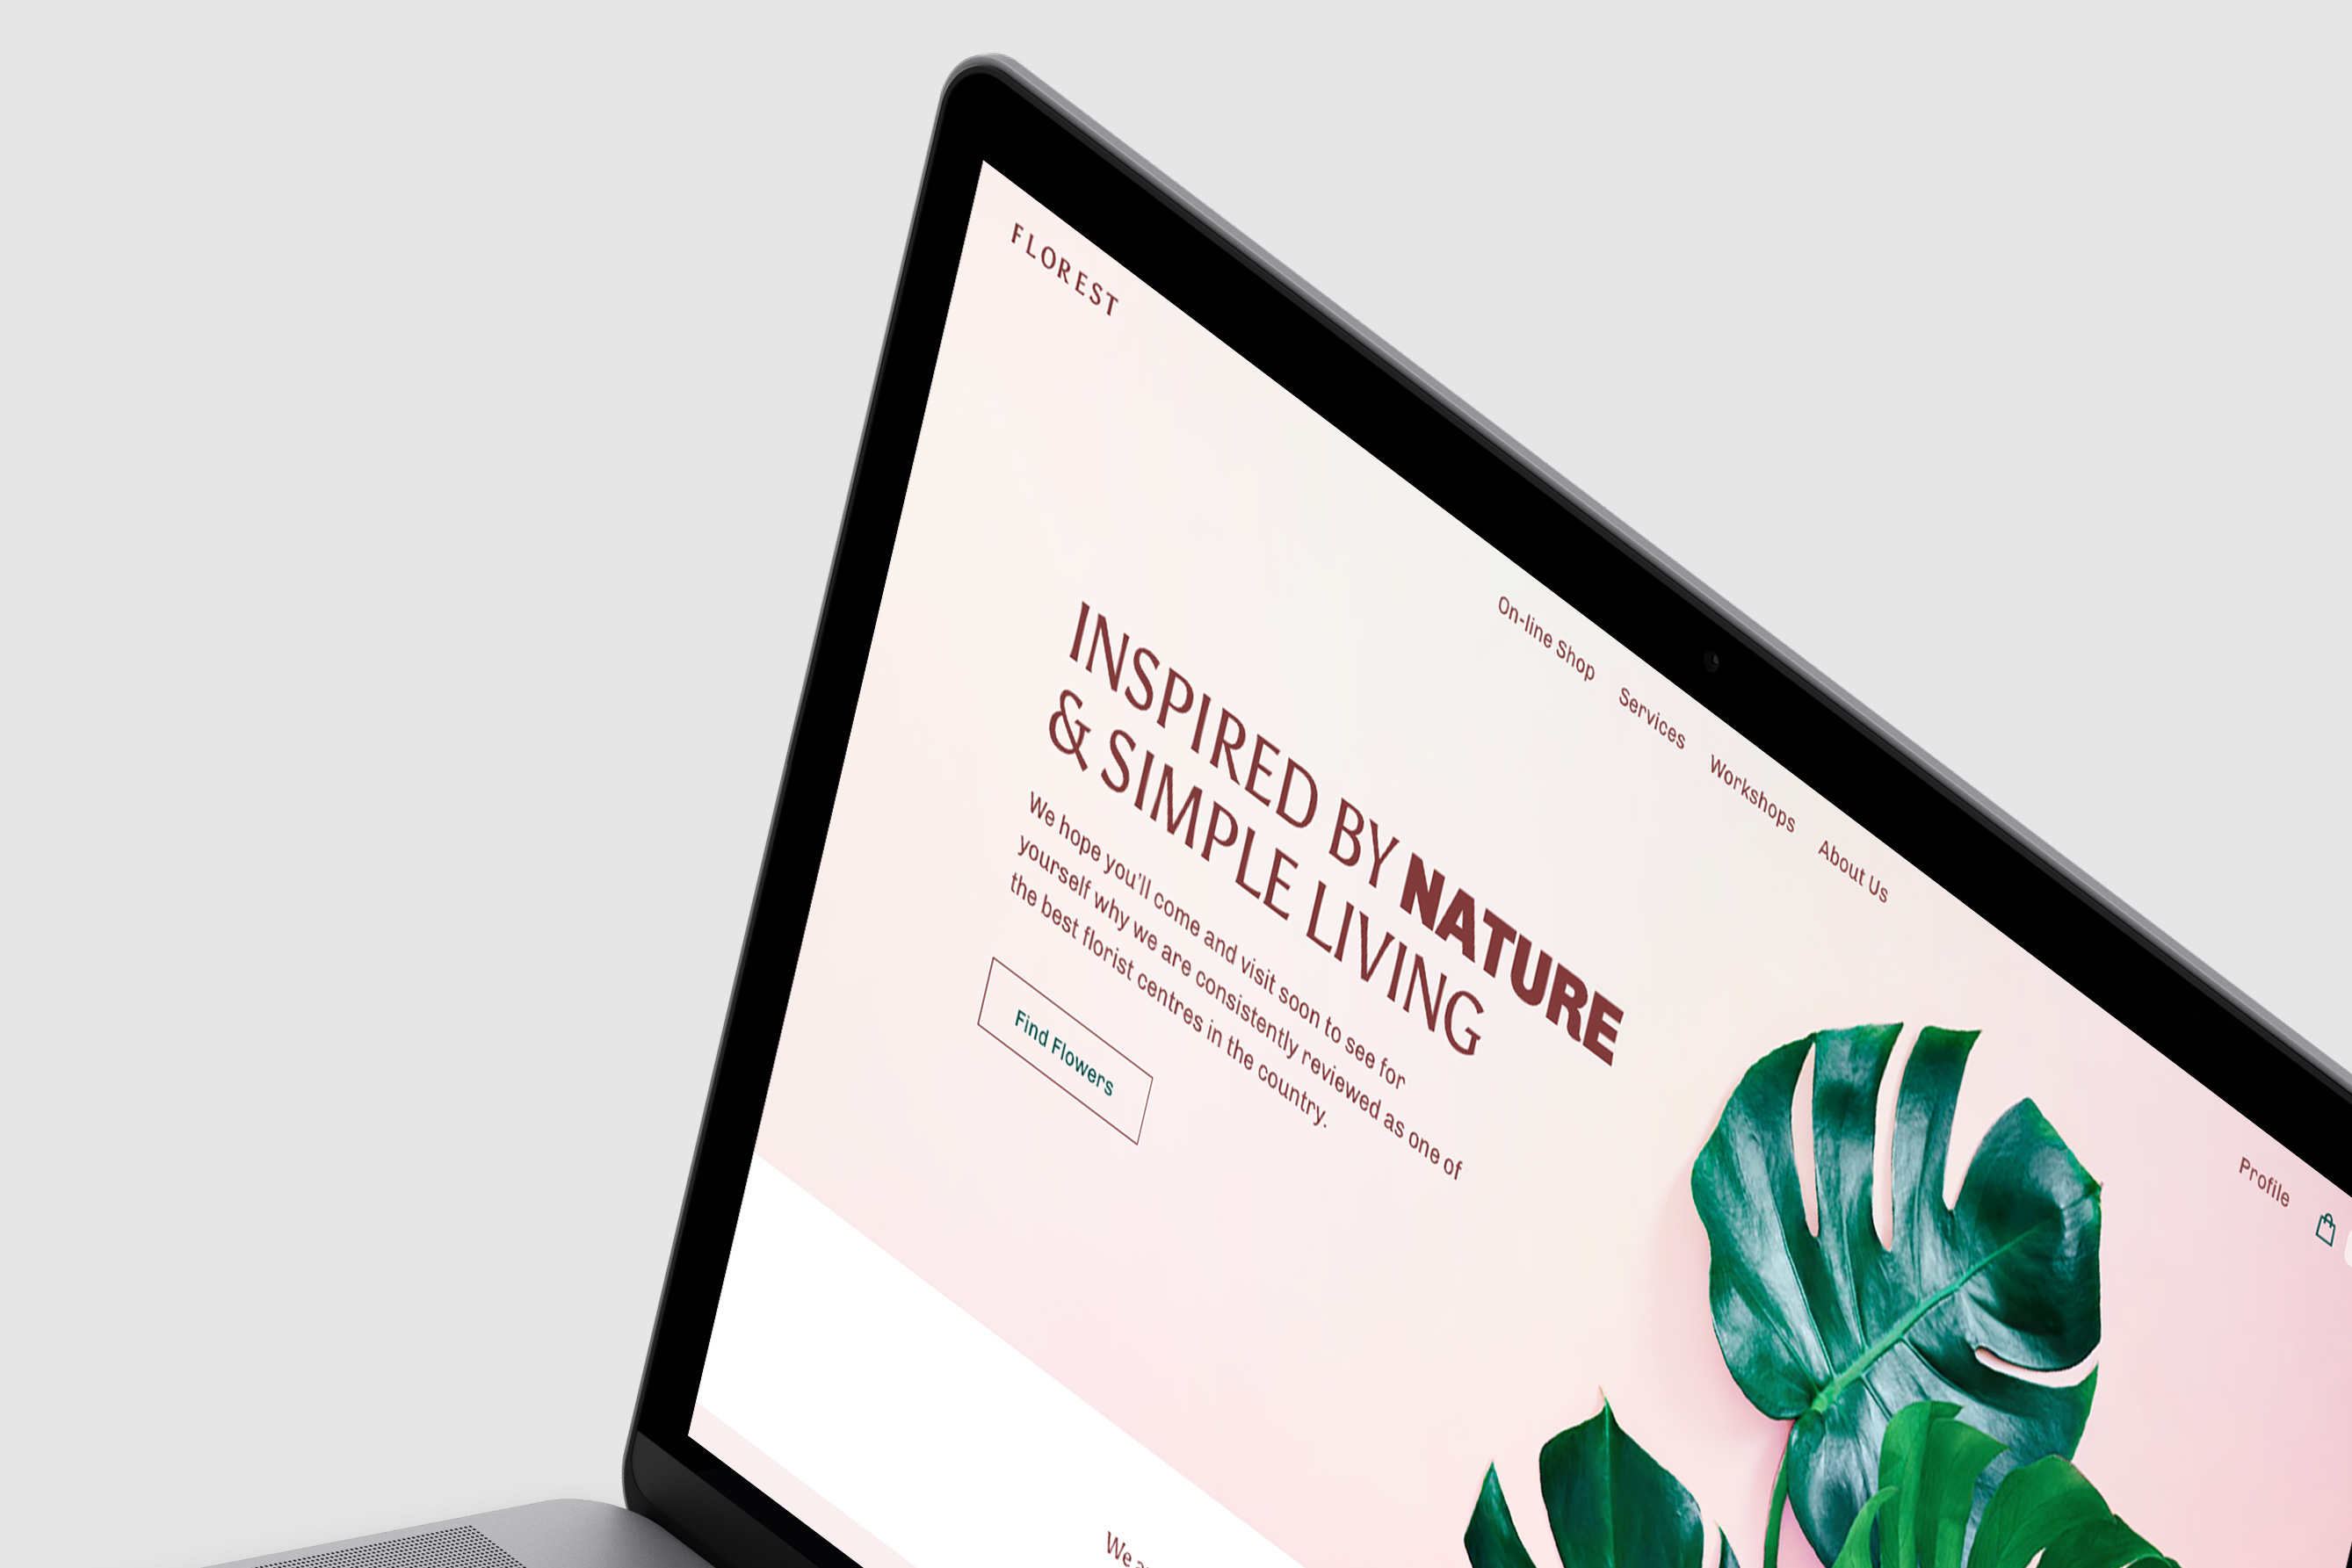 FLOREST
On-line Shop
Services
Workshops
About Us
Profile
INSPIRED BY NATURE
& SIMPLE LIVING
We hope you'll come and visit soon to see for
yourself why we are consistently reviewed as one of
the best florist centres in the country.
Find Flowers
We